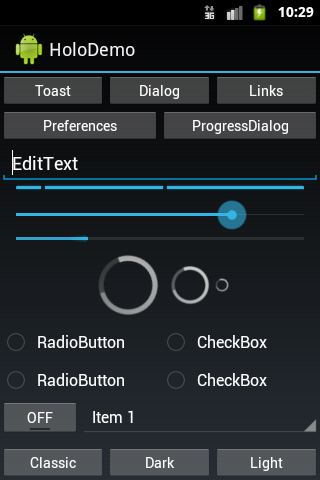 3G 10:29
HoloDemo
Toast Dialog Links
Preferences ProgressDialog
EditText
RadioButton CheckBox
RadioButton CheckBox
OFF Item 1
Classic Dark Light